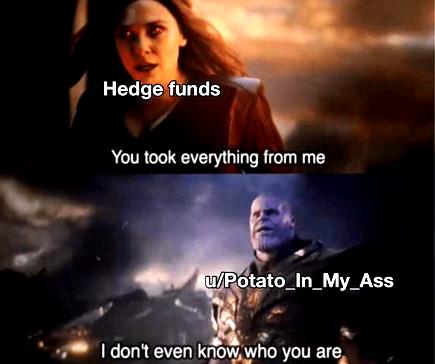 Hedge funds
You took everything from me
u/Potato_In_My_Ass
I don't even know who you are